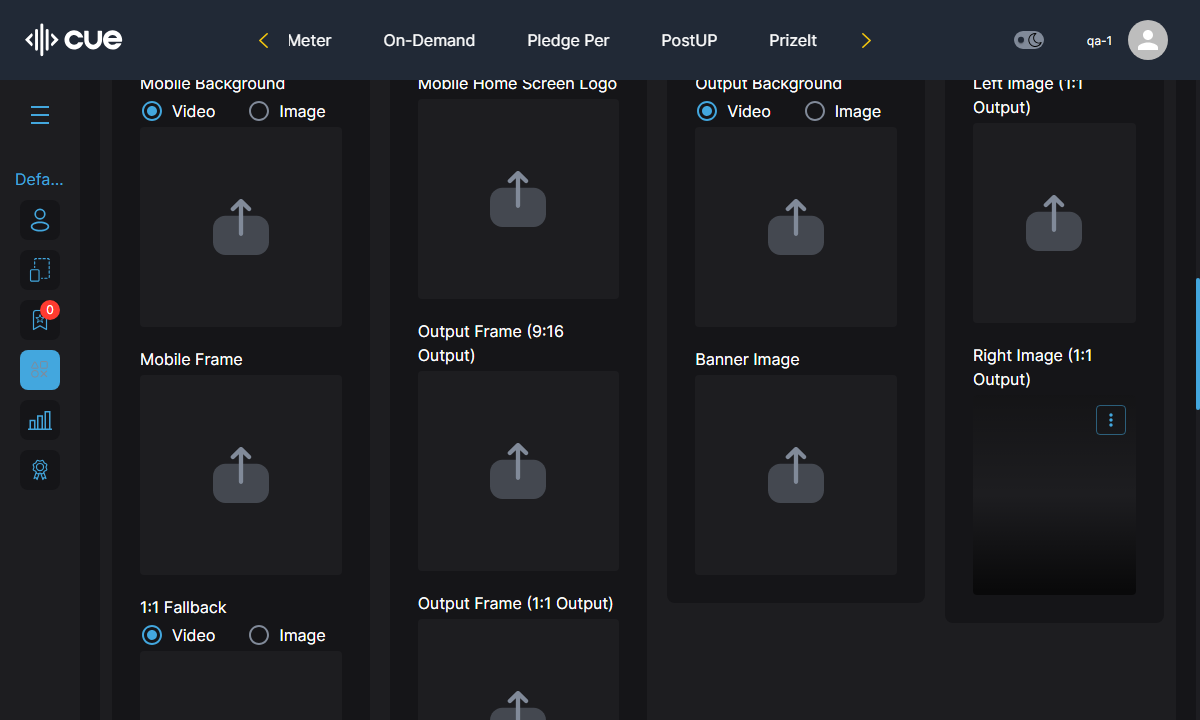 cue
Meter
On-Demand
Pledge Per
PostUP
PrizeIt
qa-1
Defa...
0
Mobile Background
Video
Image
Mobile Frame
1:1 Fallback
Video
Image
Mobile Home Screen Logo
Output Frame (9:16
Output)
Output Frame (1:1 Output)
Output Background
Video
Image
Banner Image
Left Image (1:1
Output)
Right Image (1:1
Output)